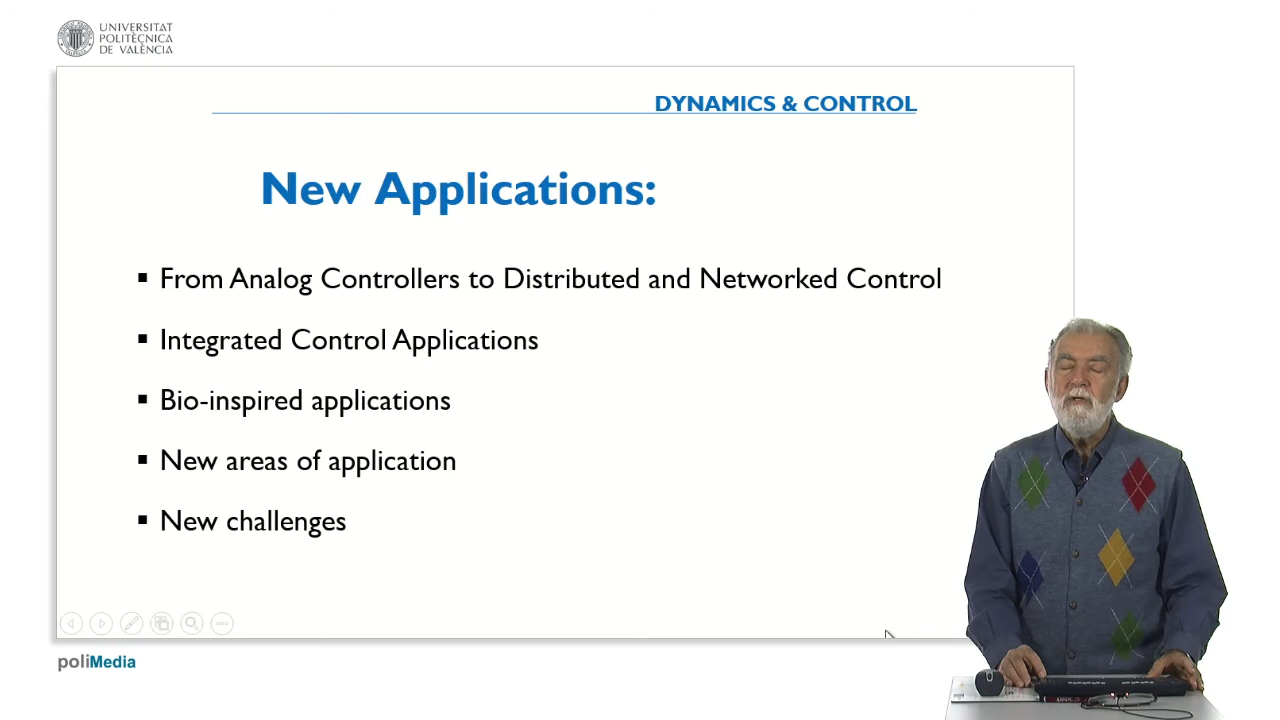 UNIVERSITAT
POLITÈCNICA
DE VALÈNCIA
DYNAMICS & CONTROL
New Applications:
▪ From Analog Controllers to Distributed and Networked Control
▪ Integrated Control Applications
▪ Bio-inspired applications
▪ New areas of application
▪ New challenges
poliMedia